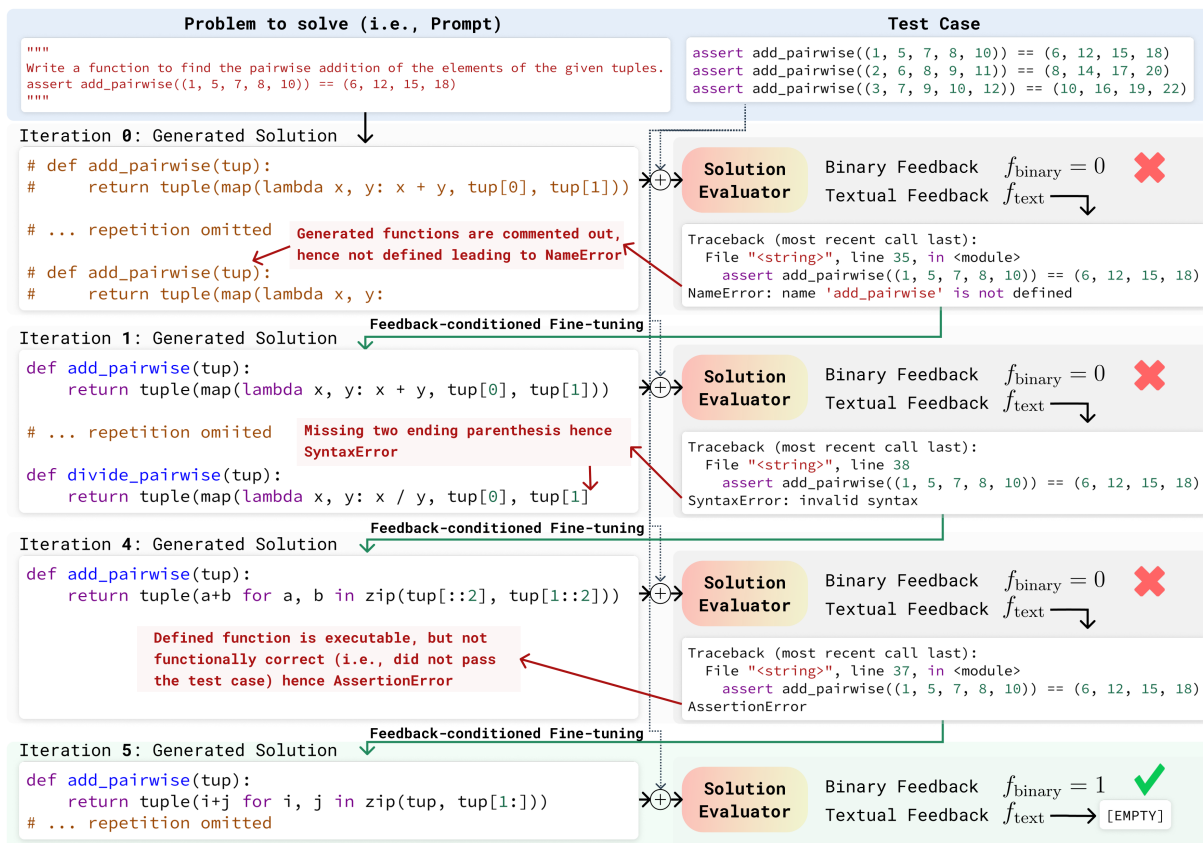 Problem to solve (i.e., Prompt)
"""
Write a function to find the pairwise addition of the elements of the given tuples.
assert add_pairwise((1, 5, 7, 8, 10)) == (6, 12, 15, 18)
"""
Test Case
assert add_pairwise((1, 5, 7, 8, 10)) == (6, 12, 15, 18)
assert add_pairwise((2, 6, 8, 9, 11)) == (8, 14, 17, 20)
assert add_pairwise((3, 7, 9, 10, 12)) == (10, 16, 19, 22)
Iteration 0: Generated Solution
# def add_pairwise(tup):
#     return tuple(map(lambda x, y: x + y, tup[0], tup[1]))
# ... repetition omitted
# def add_pairwise(tup):
#     return tuple(map(lambda x, y:
Generated functions are commented out,
hence not defined leading to NameError
+
Solution
Evaluator
Binary Feedback f_binary = 0
Textual Feedback f_text
Traceback (most recent call last):
  File "<string>", line 35, in <module>
    assert add_pairwise((1, 5, 7, 8, 10)) == (6, 12, 15, 18)
NameError: name 'add_pairwise' is not defined
Feedback-conditioned Fine-tuning
Iteration 1: Generated Solution
def add_pairwise(tup):
    return tuple(map(lambda x, y: x + y, tup[0], tup[1]))
# ... repetition omiited
def divide_pairwise(tup):
    return tuple(map(lambda x, y: x / y, tup[0], tup[1]
Missing two ending parenthesis hence
SyntaxError
+
Solution
Evaluator
Binary Feedback f_binary = 0
Textual Feedback f_text
Traceback (most recent call last):
  File "<string>", line 38
    assert add_pairwise((1, 5, 7, 8, 10)) == (6, 12, 15, 18)
SyntaxError: invalid syntax
Feedback-conditioned Fine-tuning
Iteration 4: Generated Solution
def add_pairwise(tup):
    return tuple(a+b for a, b in zip(tup[::2], tup[1::2]))
Defined function is executable, but not
functionally correct (i.e., did not pass
the test case) hence AssertionError
+
Solution
Evaluator
Binary Feedback f_binary = 0
Textual Feedback f_text
Traceback (most recent call last):
  File "<string>", line 37, in <module>
    assert add_pairwise((1, 5, 7, 8, 10)) == (6, 12, 15, 18)
AssertionError
Feedback-conditioned Fine-tuning
Iteration 5: Generated Solution
def add_pairwise(tup):
    return tuple(i+j for i, j in zip(tup, tup[1:]))
# ... repetition omitted
+
Solution
Evaluator
Binary Feedback f_binary = 1
Textual Feedback f_text
[EMPTY]